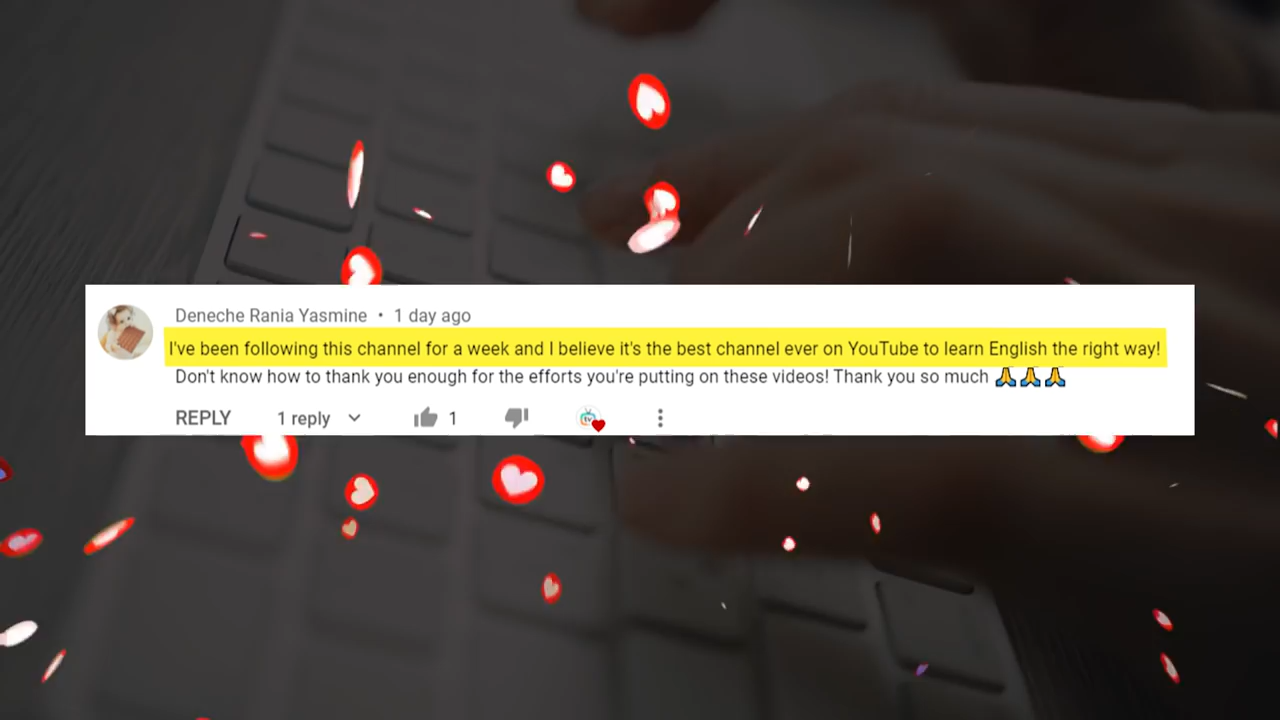 Deneche Rania Yasmine • 1 day ago
I've been following this channel for a week and I believe it's the best channel ever on YouTube to learn English the right way!
Don't know how to thank you enough for the efforts you're putting on these videos! Thank you so much 🙏🙏🙏
REPLY 1 reply 1